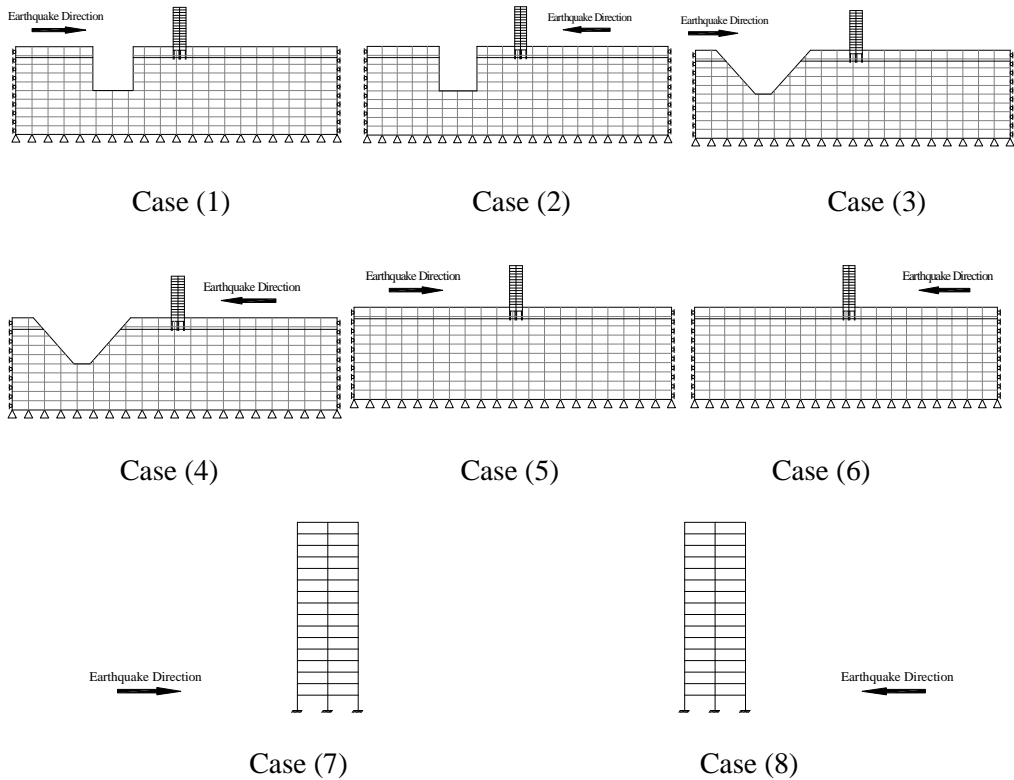 Earthquake Direction
Earthquake Direction
Earthquake Direction
Case (1)
Case (2)
Case (3)
Earthquake Direction
Earthquake Direction
Earthquake Direction
Case (4)
Case (5)
Case (6)
Earthquake Direction
Earthquake Direction
Case (7)
Case (8)